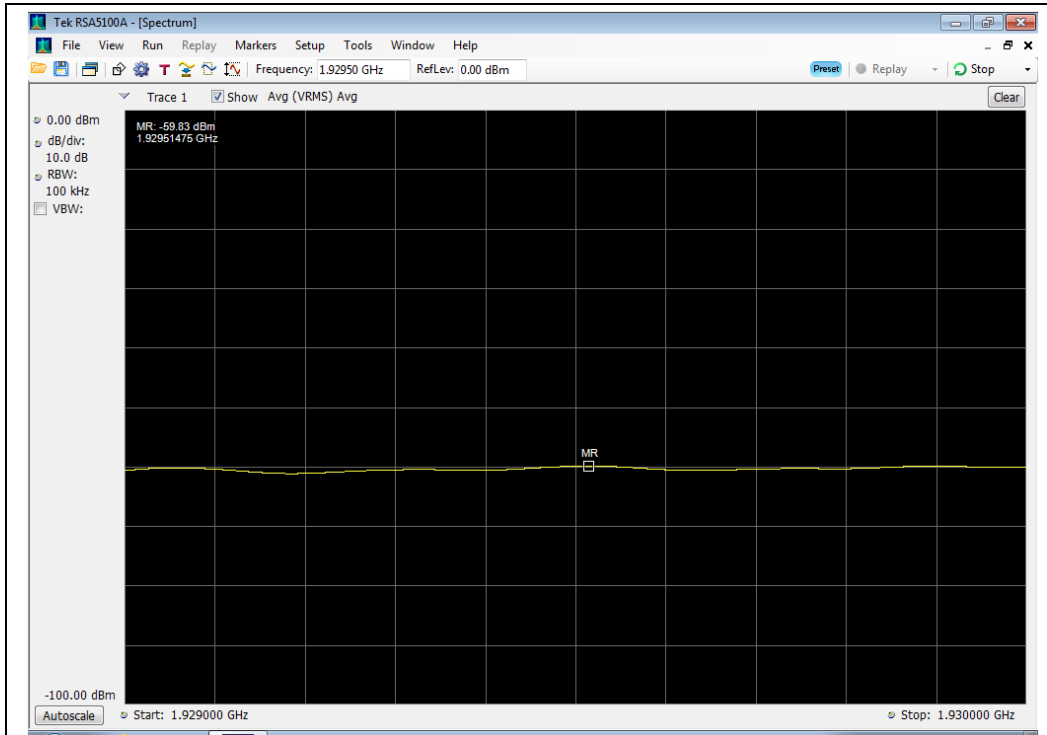 Tek RSA5100A - [Spectrum]
File View Run Replay Markers Setup Tools Window Help
T Frequency: 1.92950 GHz RefLev: 0.00 dBm Preset Replay Stop
Trace 1 Show Avg (VRMS) Avg Clear
0.00 dBm
dB/div:
10.0 dB
RBW:
100 kHz
VBW:
MR: -59.83 dBm
1.92951475 GHz
MR
-100.00 dBm
Autoscale Start: 1.929000 GHz Stop: 1.930000 GHz